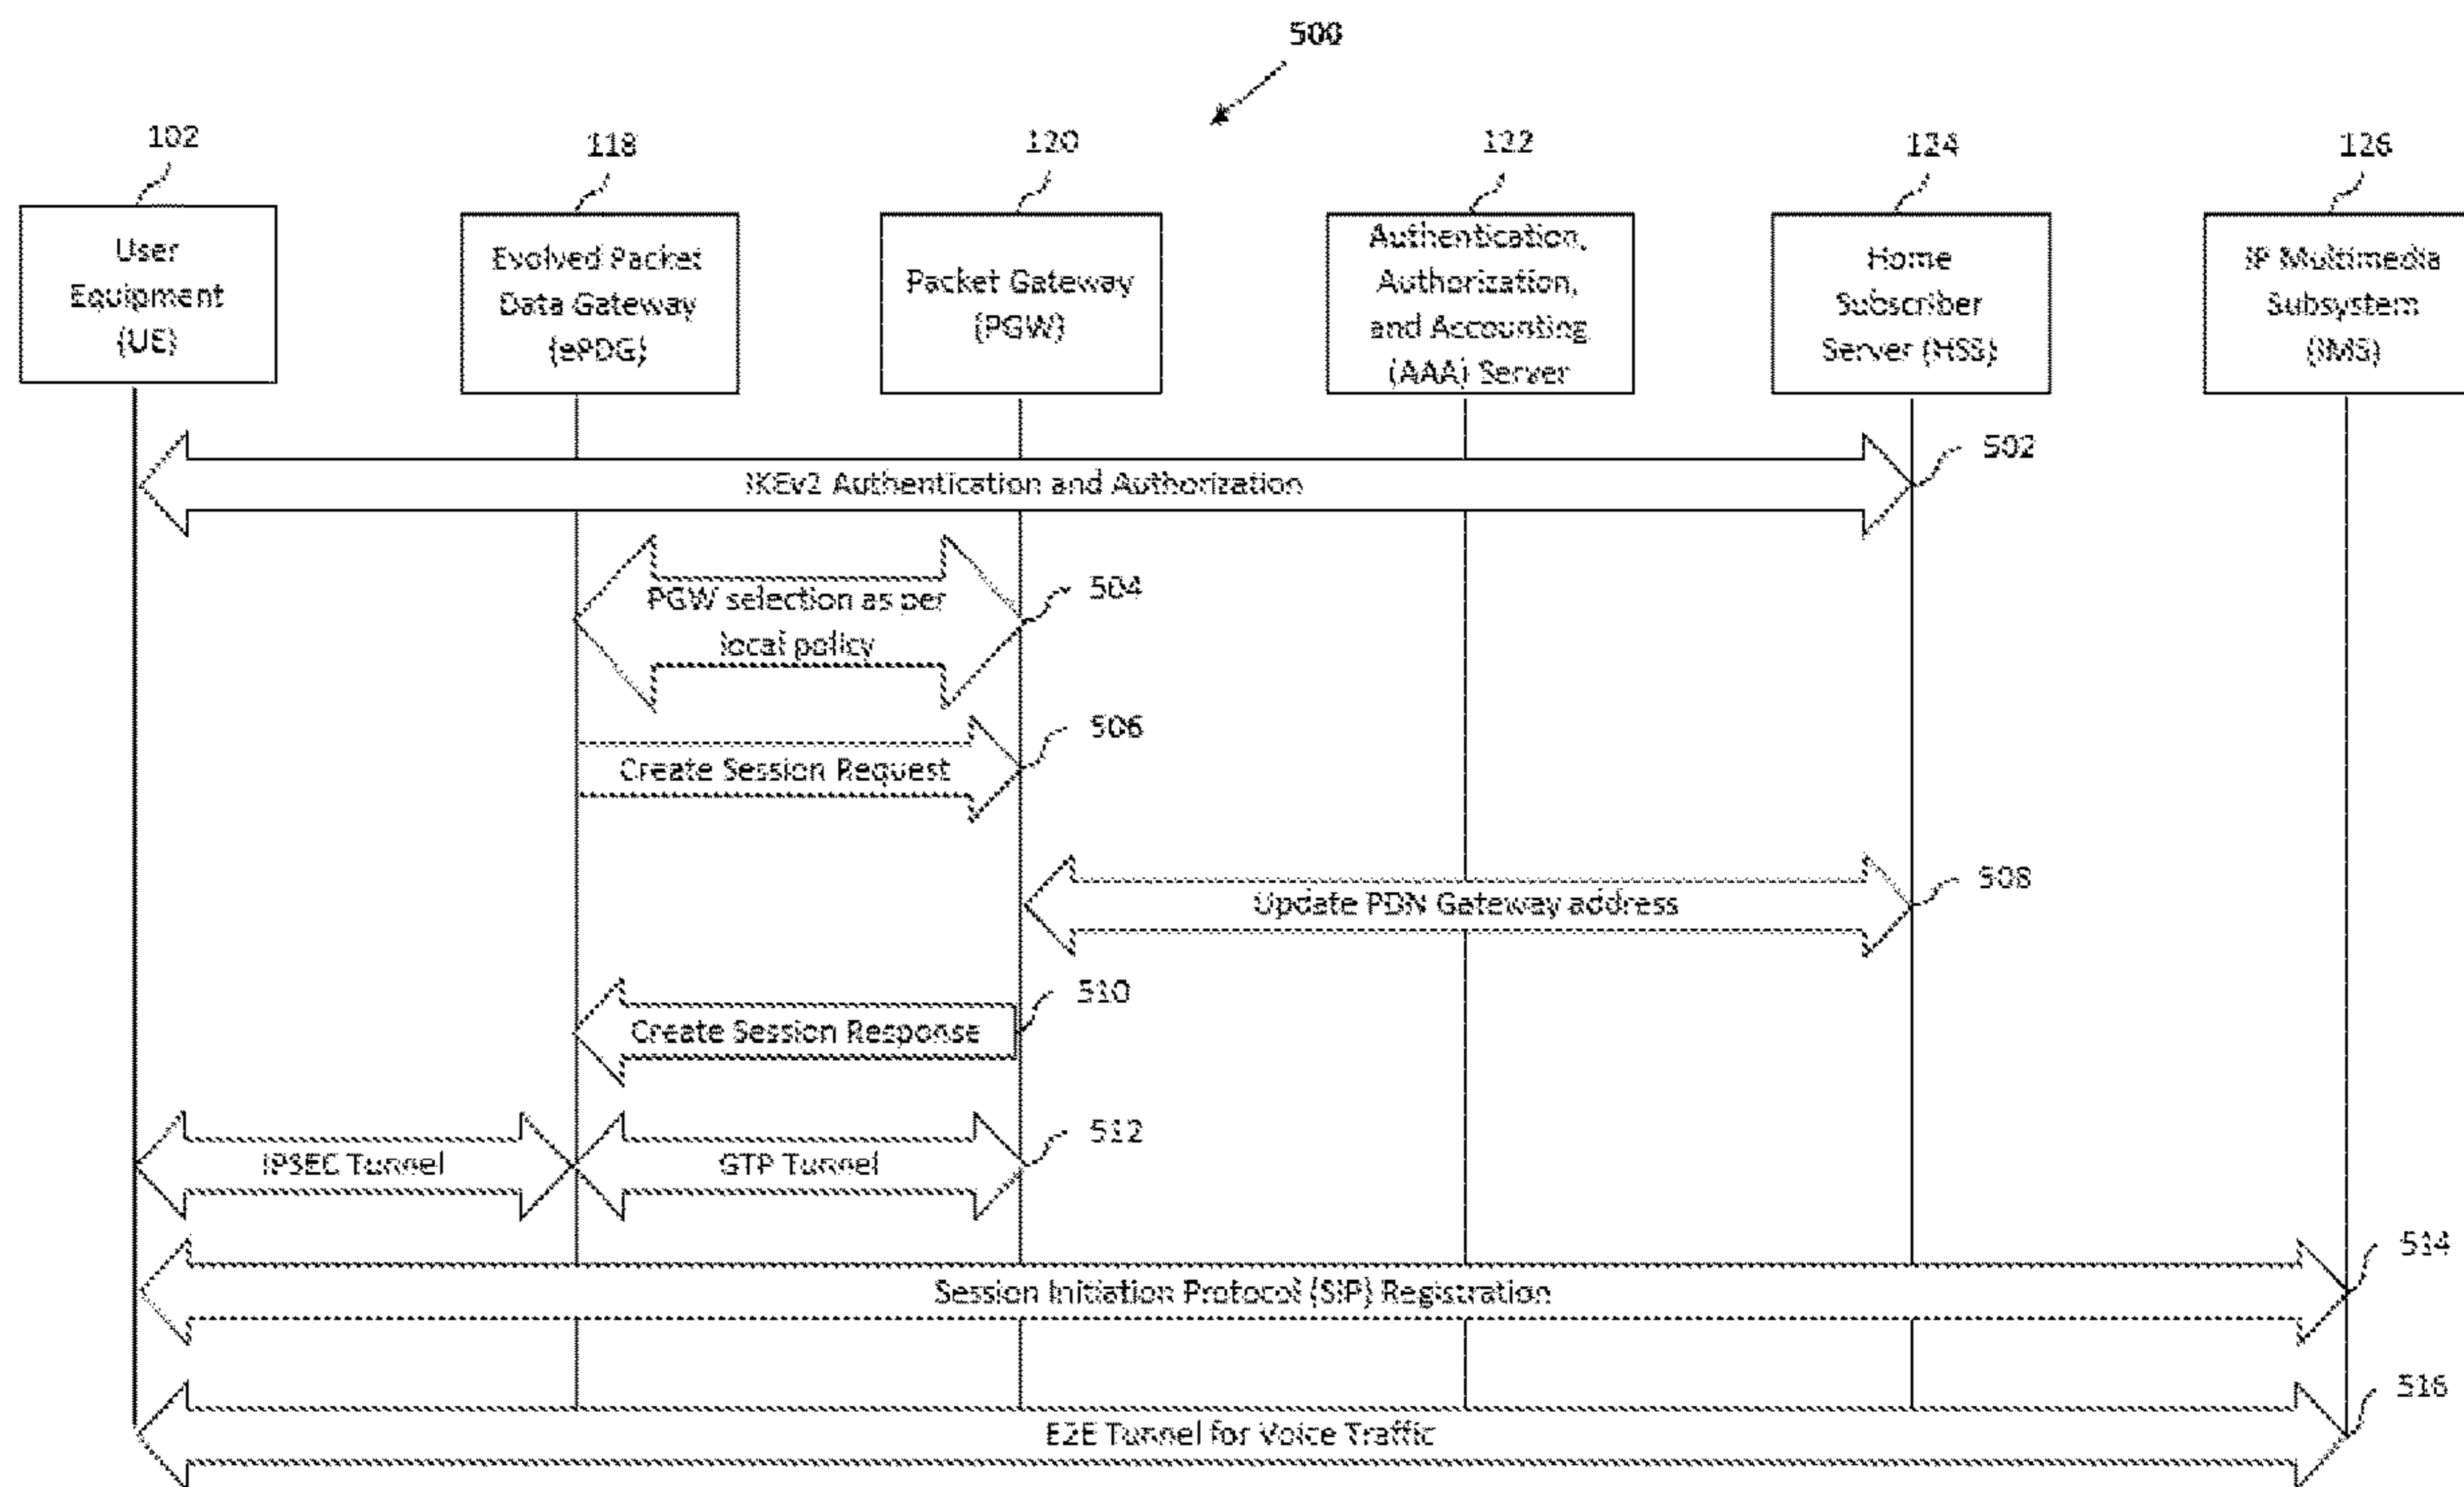 500
102
118
120
122
124
126
User
Equipment
(UE)
Evolved Packet
Data Gateway
(ePDG)
Packet Gateway
(PGW)
Authentication,
Authorization,
and Accounting
(AAA) Server
Home
Subscriber
Server (HSS)
IP Multimedia
Subsystem
(IMS)
IKEv2 Authentication and Authorization
502
PGW selection as per
local policy
504
Create Session Request
506
Update PDN Gateway address
508
Create Session Response
510
IPSEC Tunnel
GTP Tunnel
512
Session Initiation Protocol (SIP) Registration
514
E2E Tunnel for Voice Traffic
516